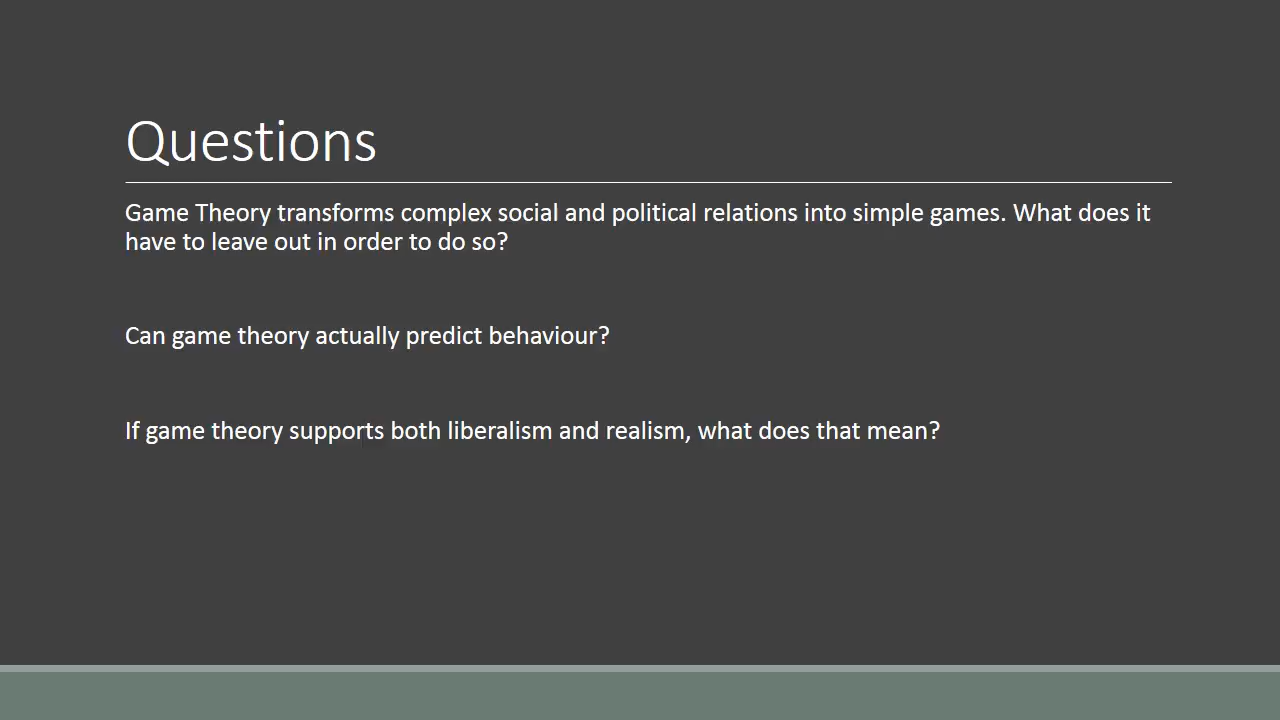 Questions
Game Theory transforms complex social and political relations into simple games. What does it
have to leave out in order to do so?
Can game theory actually predict behaviour?
If game theory supports both liberalism and realism, what does that mean?